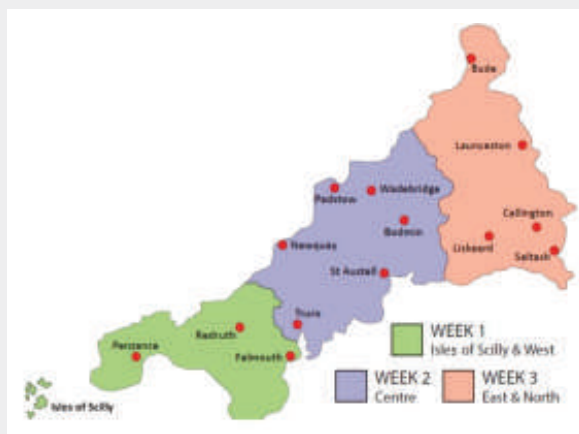 Bude
Launceston
Callington
Liskeard
Saltash
Wadebridge
Padstow
Bodmin
Newquay
St Austell
Truro
Redruth
Penzance
Falmouth
Isles of Scilly
WEEK 1
Isles of Scilly & West
WEEK 2
Centre
WEEK 3
East & North